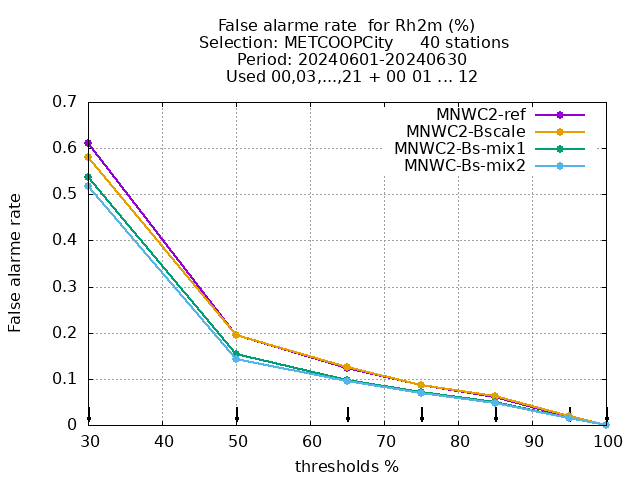 False alarme rate  for Rh2m (%)
Selection: METCOOPCity     40 stations
Period: 20240601-20240630
Used 00,03,...,21 + 00 01 ... 12
MNWC2-ref
MNWC2-Bscale
MNWC2-Bs-mix1
MNWC-Bs-mix2
0.7
0.6
0.5
0.4
0.3
0.2
0.1
0
False alarme rate
30 40 50 60 70 80 90 100
thresholds %